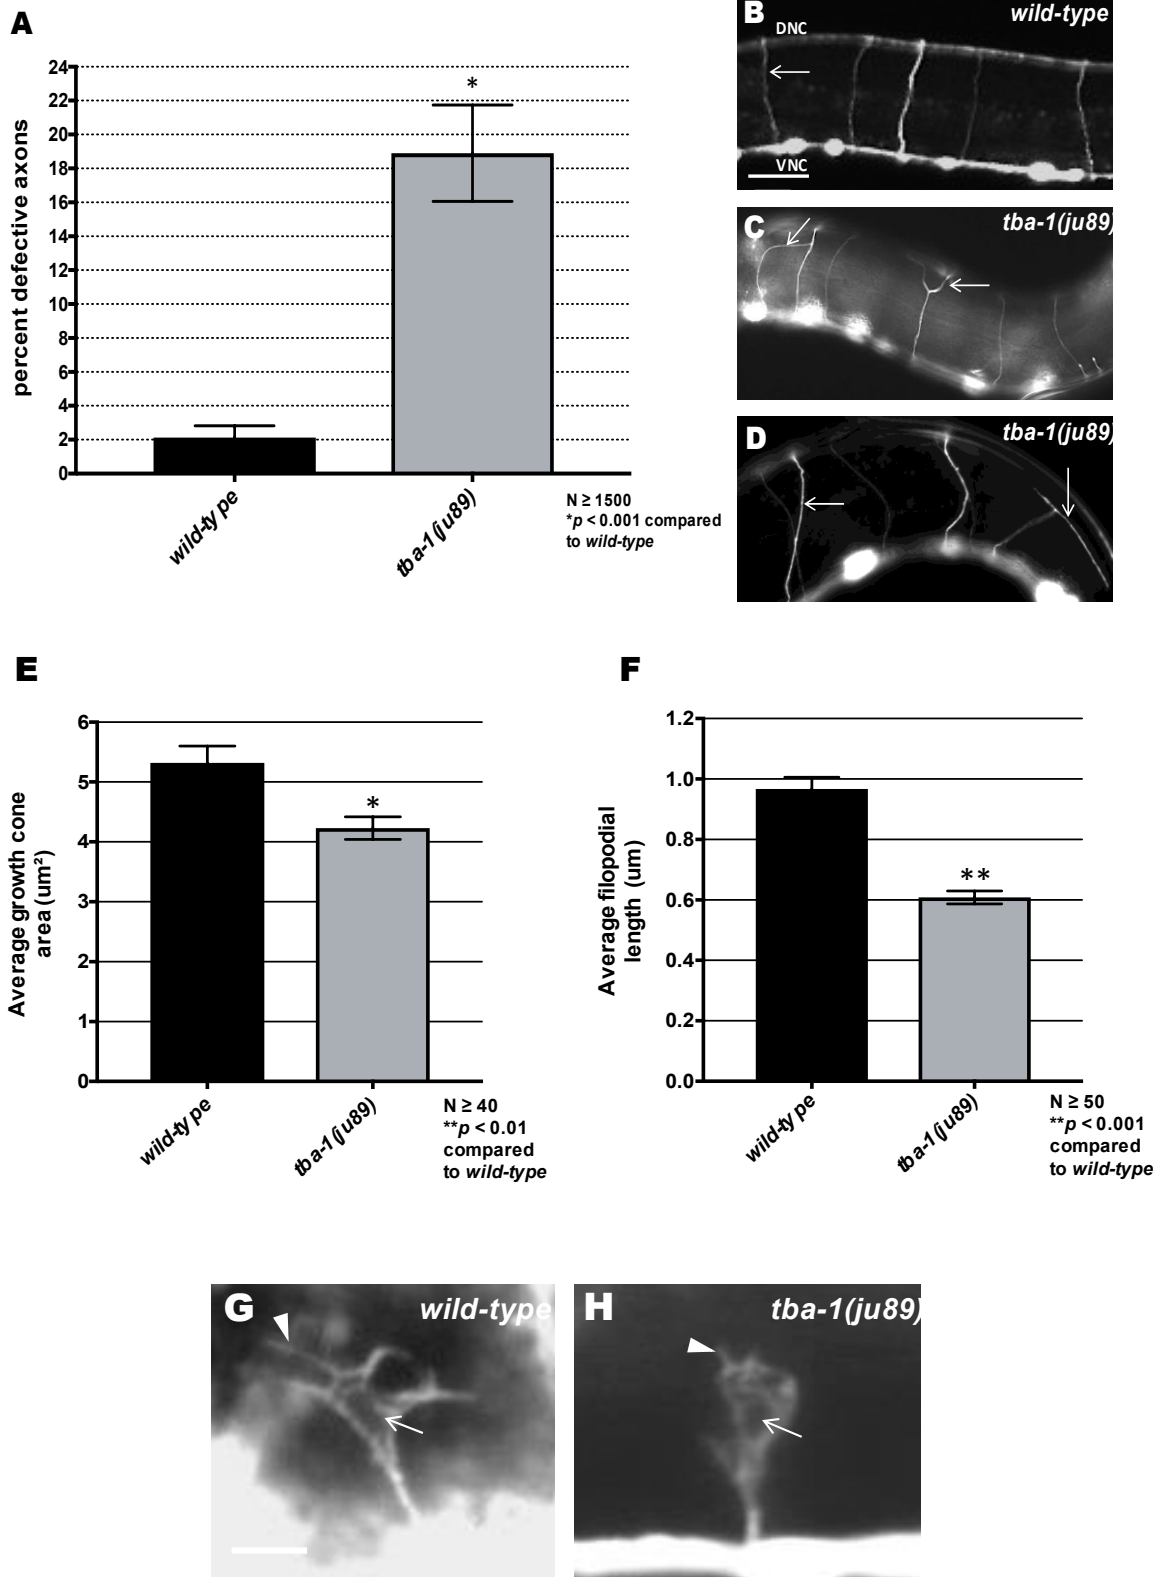 A
percent defective axons
24
22
20
18
16
14
12
10
8
6
4
2
0
*
wild-type
tba-1(ju89)
N ≥ 1500
*p < 0.001 compared
to wild-type
B
wild-type
DNC
VNC
C
tba-1(ju89)
D
tba-1(ju89)
E
Average growth cone
area (um²)
6
5
4
3
2
1
0
*
wild-type
tba-1(ju89)
N ≥ 40
**p < 0.01
compared
to wild-type
F
Average filopodial
length (um)
1.2
1.0
0.8
0.6
0.4
0.2
0.0
**
wild-type
tba-1(ju89)
N ≥ 50
**p < 0.001
compared
to wild-type
G
wild-type
H
tba-1(ju89)